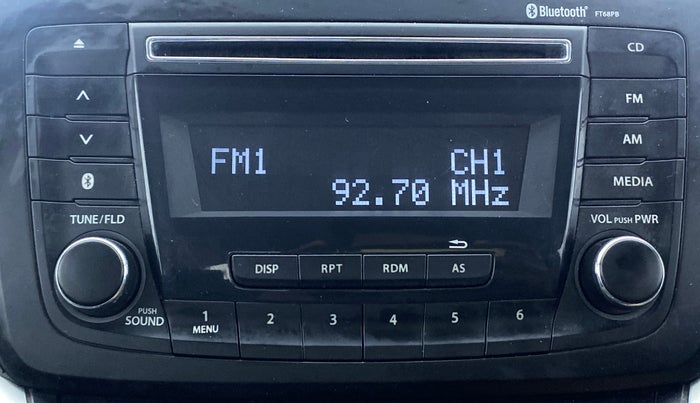 Bluetooth® FT68PB
CD
FM
AM
MEDIA
FM1 CH1
92.70 MHz
TUNE/FLD
VOL PUSH PWR
DISP RPT RDM AS
PUSH
SOUND
1 2 3 4 5 6
MENU